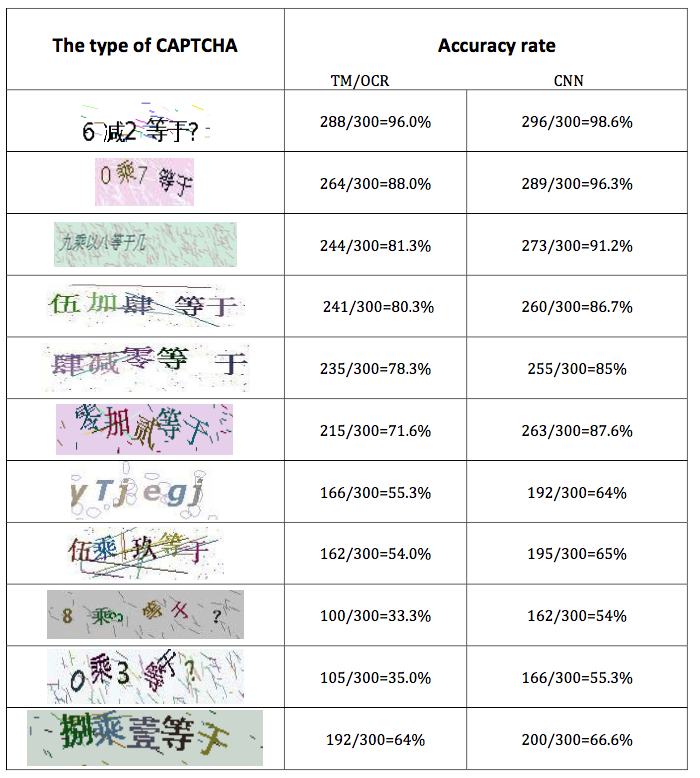 The type of CAPTCHA
Accuracy rate
TM/OCR CNN
6 减 2 等于? 288/300=96.0% 296/300=98.6%
0 乘 7 等于 264/300=88.0% 289/300=96.3%
九乘以八等于几 244/300=81.3% 273/300=91.2%
伍加肆 等于 241/300=80.3% 260/300=86.7%
肆减零等 于 235/300=78.3% 255/300=85%
零加贰等于 215/300=71.6% 263/300=87.6%
yTjegj 166/300=55.3% 192/300=64%
伍乘 玖等于 162/300=54.0% 195/300=65%
8 乘 等于 ? 100/300=33.3% 162/300=54%
0乘3 等于? 105/300=35.0% 166/300=55.3%
捌乘壹等于 192/300=64% 200/300=66.6%